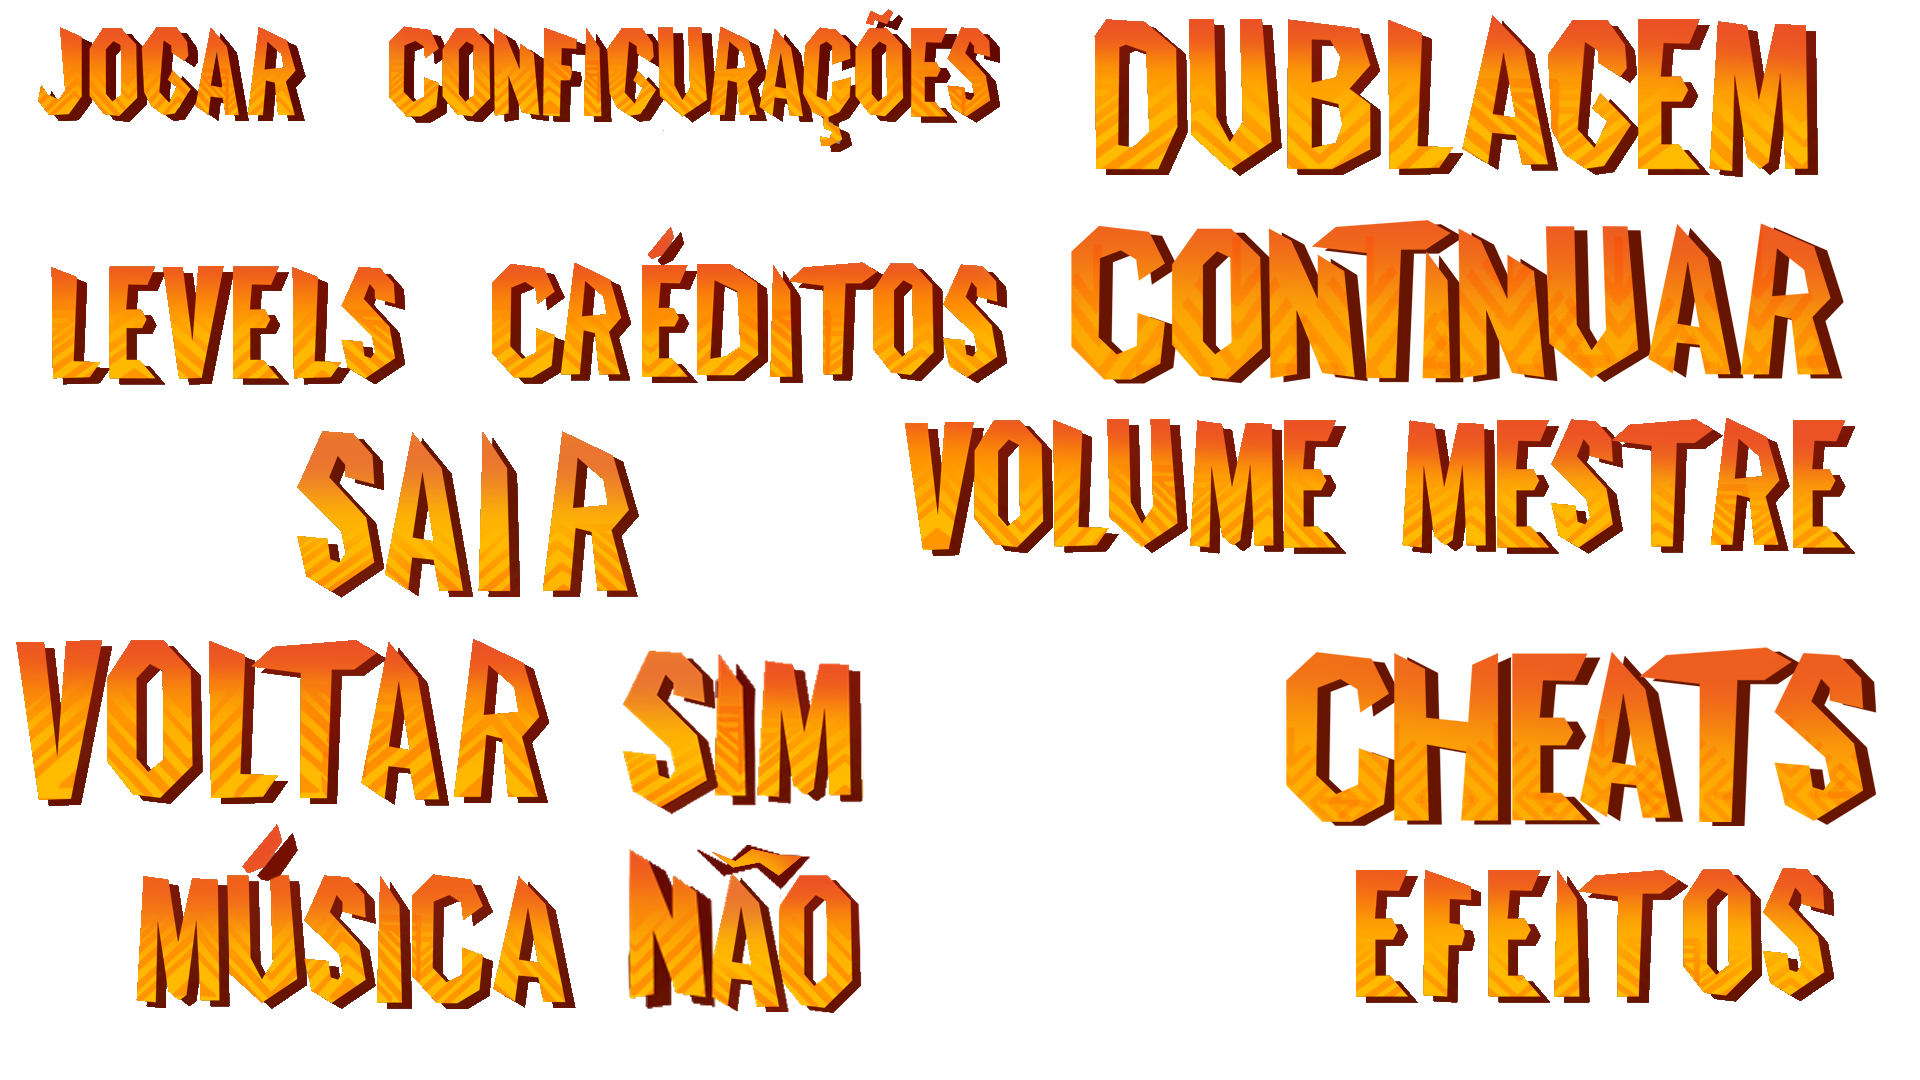 JOGAR CONFIGURAÇÕES DUBLAGEM
LEVELS CRÉDITOS CONTINUAR
SAIR VOLUME MESTRE
VOLTAR SIM CHEATS
MÚSICA NÃO EFEITOS